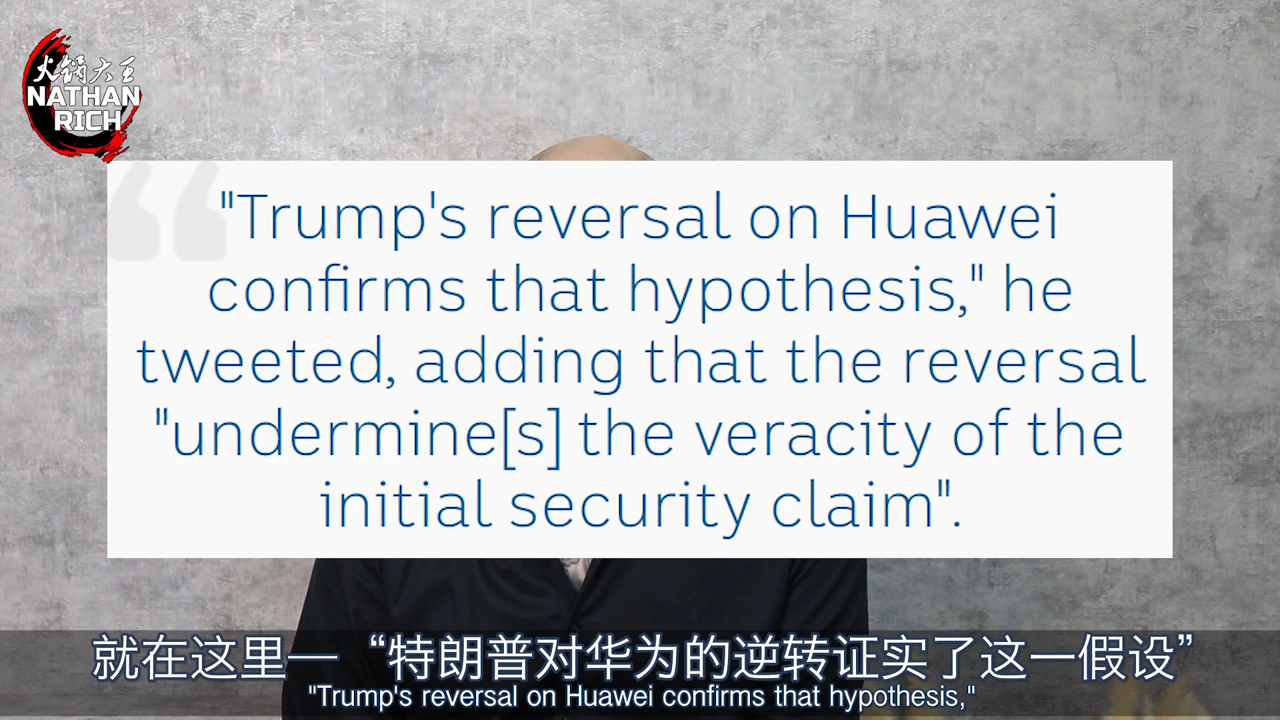 火锅大王
NATHAN
RICH
"Trump's reversal on Huawei
confirms that hypothesis," he
tweeted, adding that the reversal
"undermine[s] the veracity of the
initial security claim".
就在这里—“特朗普对华为的逆转证实了这一假设”
"Trump's reversal on Huawei confirms that hypothesis,"